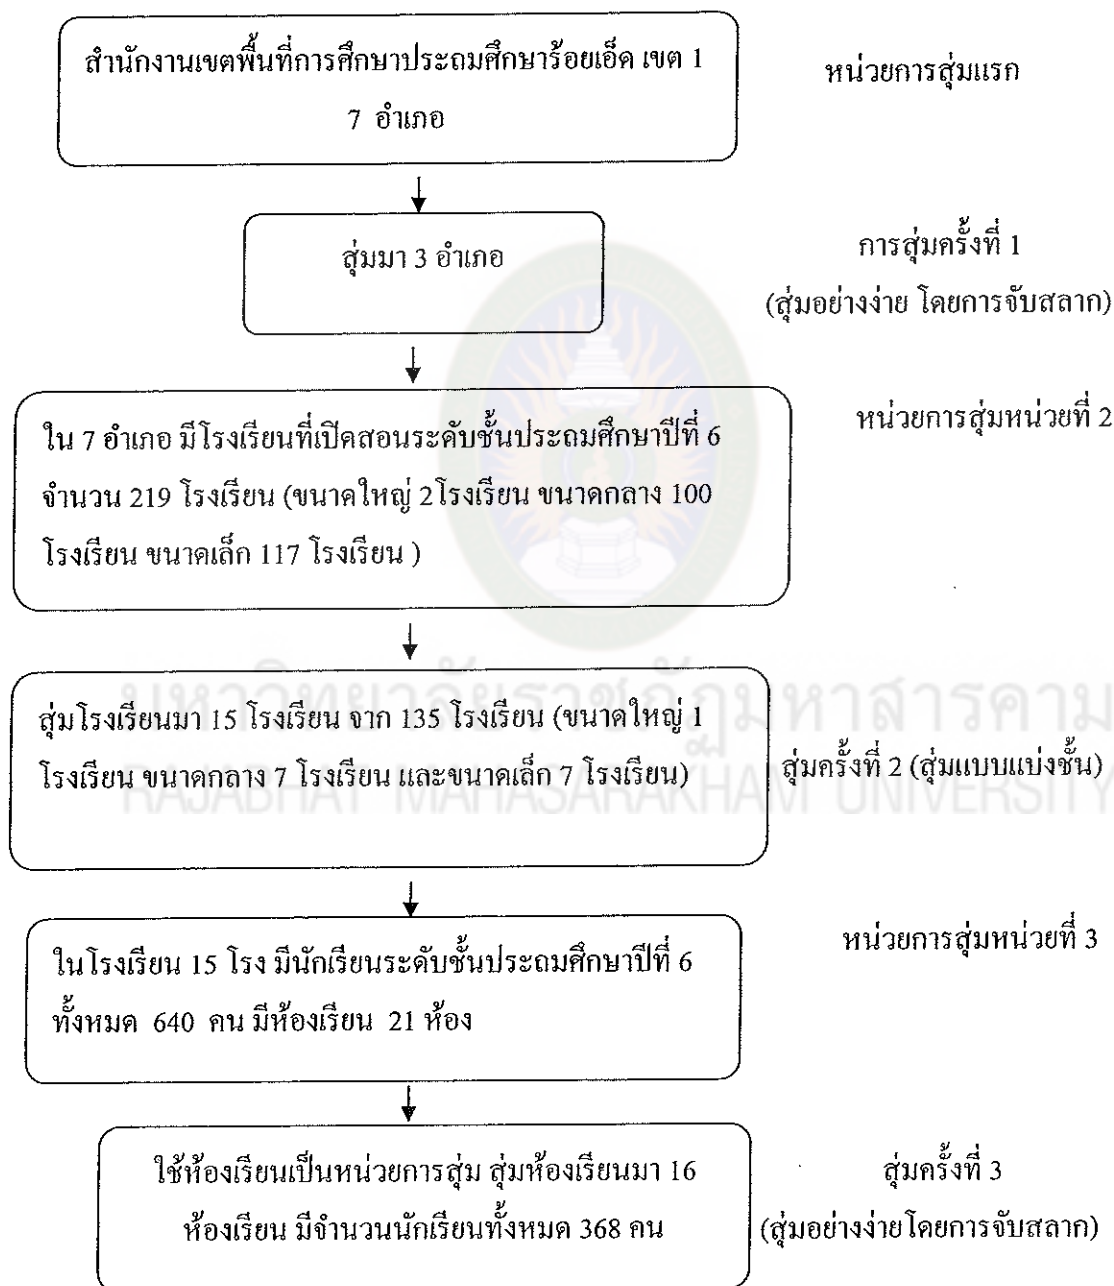 สำนักงานเขตพื้นที่การศึกษาประถมศึกษาร้อยเอ็ด เขต 1
7 อำเภอ
หน่วยการสุ่มแรก
สุ่มมา 3 อำเภอ
การสุ่มครั้งที่ 1
(สุ่มอย่างง่าย โดยการจับสลาก)
หน่วยการสุ่มหน่วยที่ 2
ใน 7 อำเภอ มีโรงเรียนที่เปิดสอนระดับชั้นประถมศึกษาปีที่ 6
จำนวน 219 โรงเรียน (ขนาดใหญ่ 2โรงเรียน ขนาดกลาง 100
โรงเรียน ขนาดเล็ก 117 โรงเรียน )
มหาวิทยาลัยราชภัฏมหาสารคาม
RAJABHAT MAHASARAKHAM UNIVERSITY
สุ่มโรงเรียนมา 15 โรงเรียน จาก 135 โรงเรียน (ขนาดใหญ่ 1
โรงเรียน ขนาดกลาง 7 โรงเรียน และขนาดเล็ก 7 โรงเรียน)
สุ่มครั้งที่ 2 (สุ่มแบบแบ่งชั้น)
หน่วยการสุ่มหน่วยที่ 3
ในโรงเรียน 15 โรง มีนักเรียนระดับชั้นประถมศึกษาปีที่ 6
ทั้งหมด 640 คน มีห้องเรียน 21 ห้อง
ใช้ห้องเรียนเป็นหน่วยการสุ่ม สุ่มห้องเรียนมา 16
ห้องเรียน มีจำนวนนักเรียนทั้งหมด 368 คน
สุ่มครั้งที่ 3
(สุ่มอย่างง่ายโดยการจับสลาก)